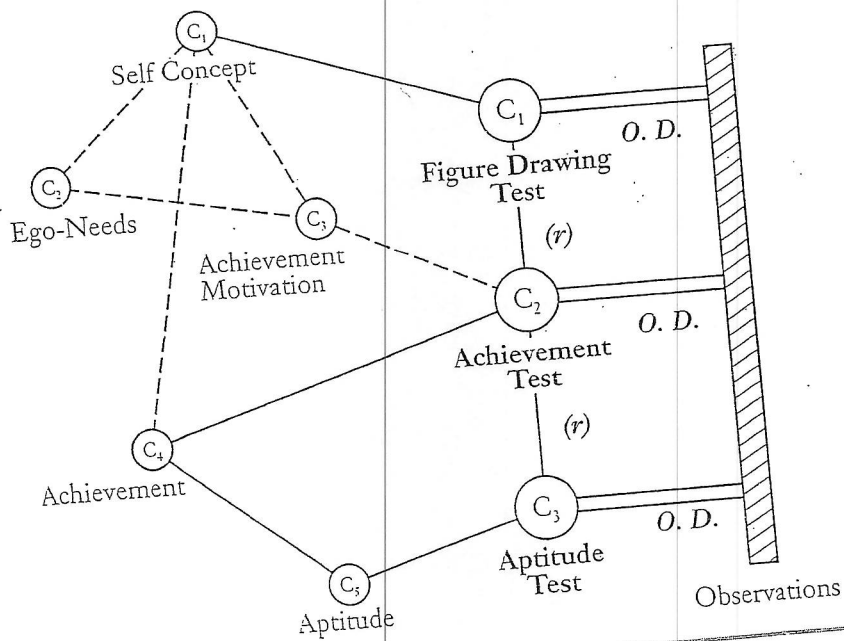 C₁
Self Concept
C₁
O. D.
Figure Drawing
Test
C₂
Ego-Needs
C₃
Achievement
Motivation
(r)
C₂
O. D.
Achievement
Test
(r)
C₄
Achievement
C₃
O. D.
Aptitude
Test
C₅
Aptitude
Observations